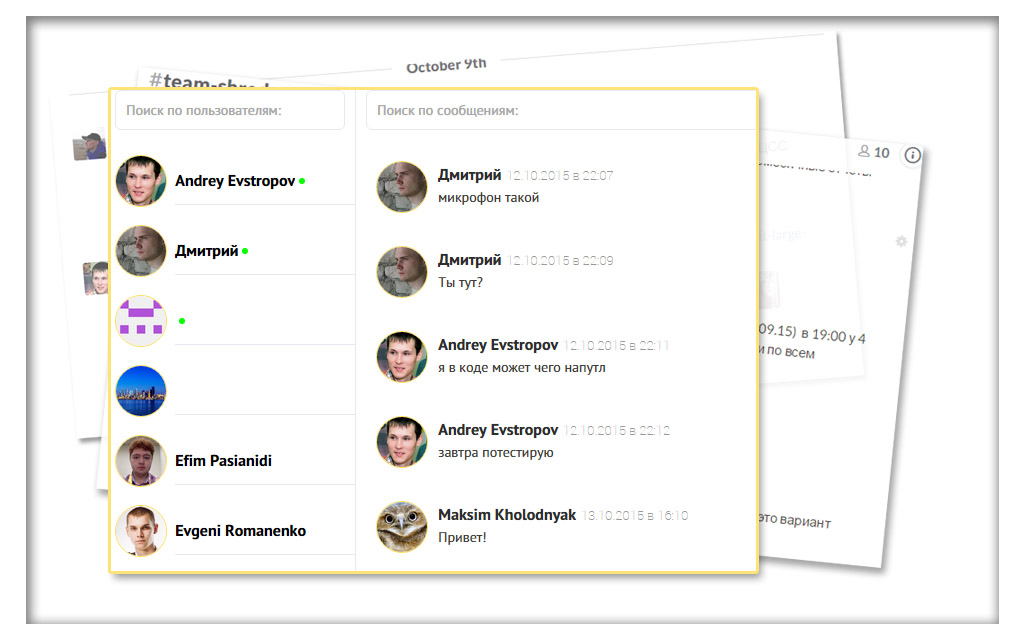 October 9th
#team-shred
Поиск по пользователям:
Поиск по сообщениям:
10
Andrey Evstropov
Дмитрий 12.10.2015 в 22:07
микрофон такой
Дмитрий
Дмитрий 12.10.2015 в 22:09
Ты тут?
09.15) в 19:00 у 4
и по всем
Andrey Evstropov 12.10.2015 в 22:11
я в коде может чего напутл
Andrey Evstropov 12.10.2015 в 22:12
завтра потестирую
Efim Pasianidi
Maksim Kholodnyak 13.10.2015 в 16:10
Привет!
это вариант
Evgeni Romanenko